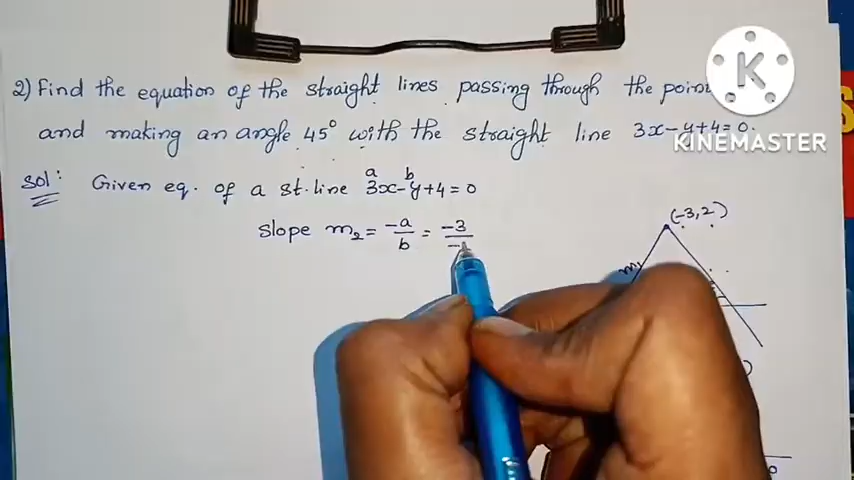 2) Find the equation of the straight lines passing through the point
and making an angle 45° with the straight line 3x-y+4=0.
K
KINEMASTER
Sol: Given eq. of a st. line 3x-y+4=0
a b
Slope m₂ = -a/b = -3/-
(-3,2)
m₁